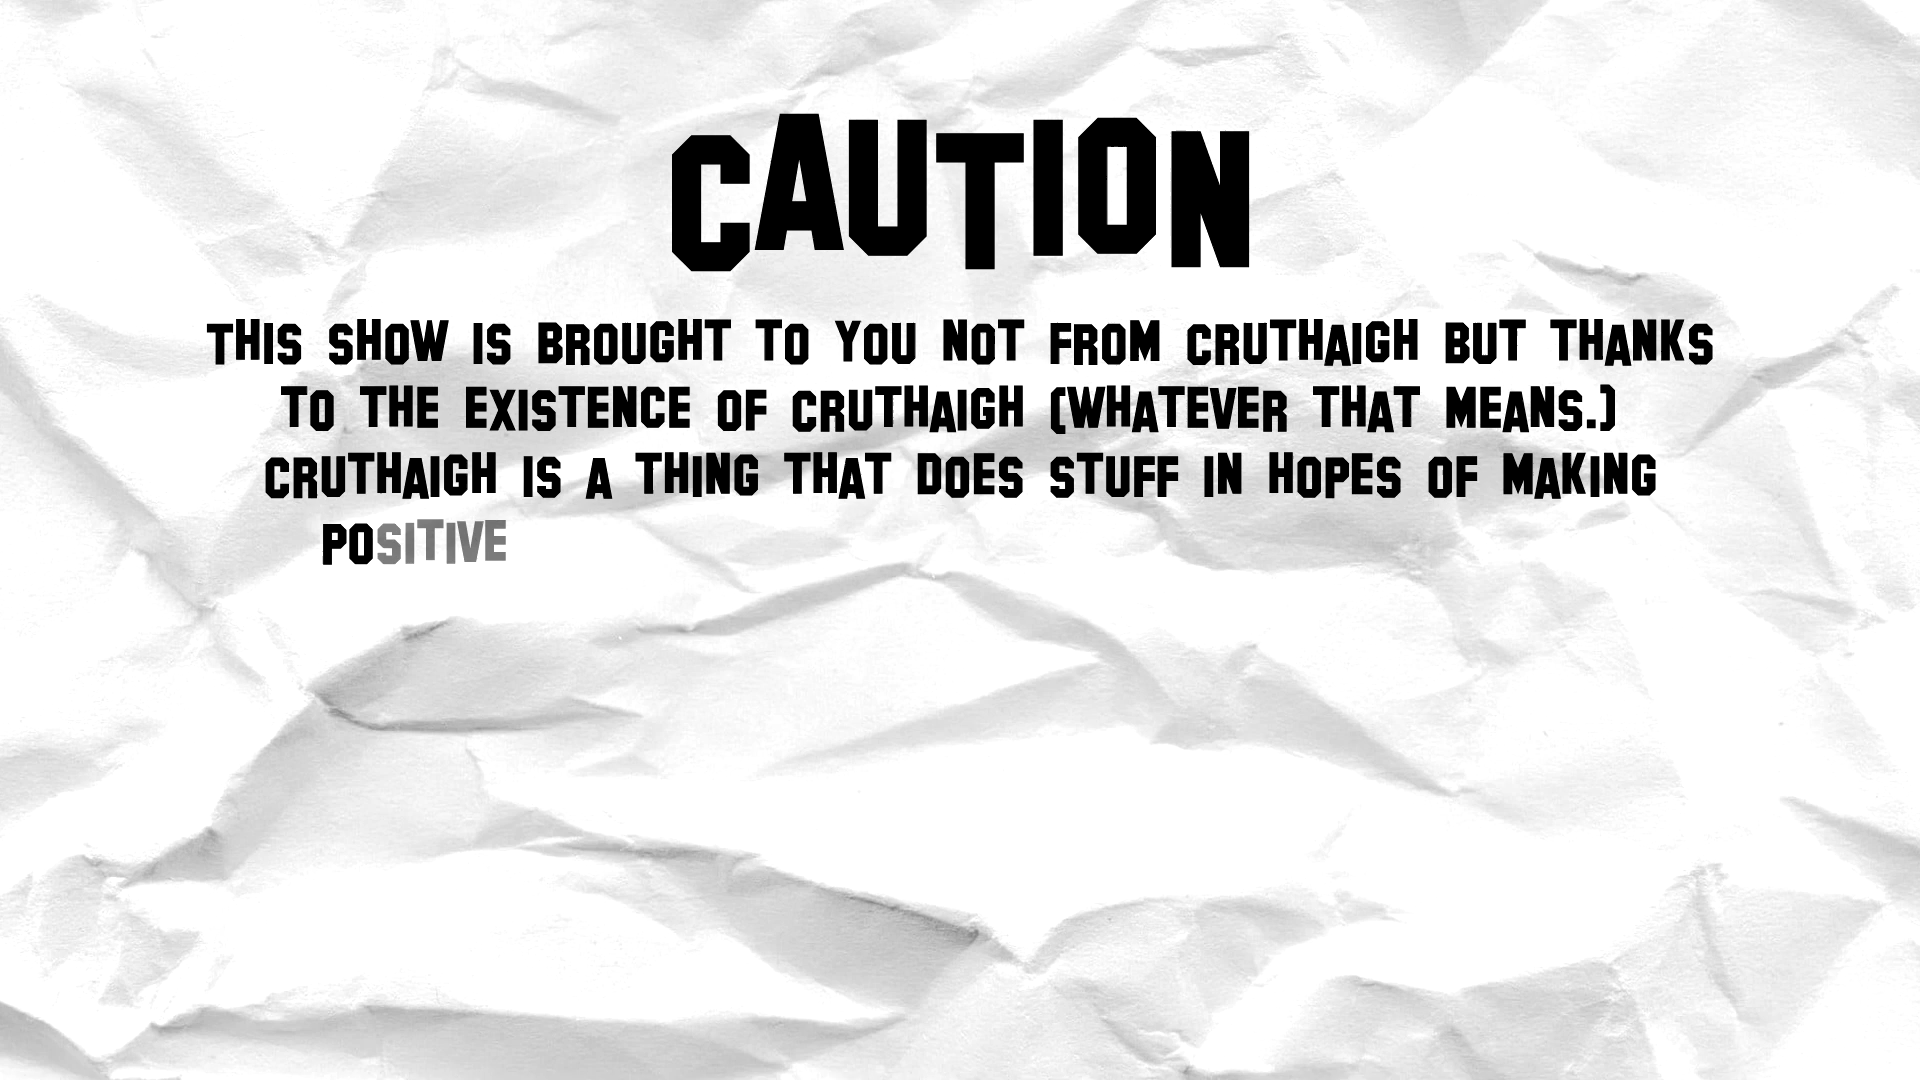 CAUTION
THIS SHOW IS BROUGHT TO YOU NOT FROM CRUTHAIGH BUT THANKS
TO THE EXISTENCE OF CRUTHAIGH (WHATEVER THAT MEANS.)
CRUTHAIGH IS A THING THAT DOES STUFF IN HOPES OF MAKING
POSITIVE